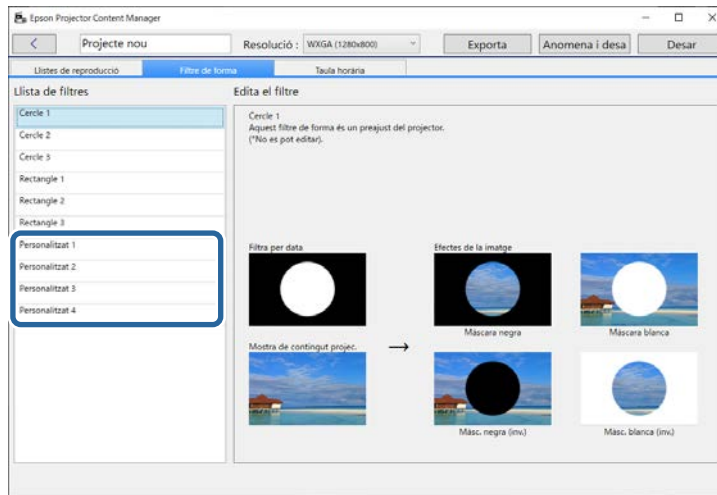 Epson Projector Content Manager
Projecte nou
Resolució :
WXGA (1280x800)
Exporta
Anomena i desa
Desar
Llistes de reproducció
Filtre de forma
Taula horària
Llista de filtres
Edita el filtre
Cercle 1
Cercle 2
Cercle 3
Rectangle 1
Rectangle 2
Rectangle 3
Personalitzat 1
Personalitzat 2
Personalitzat 3
Personalitzat 4
Cercle 1
Aquest filtre de forma és un preajust del projector.
(*No es pot editar).
Filtra per data
Efectes de la imatge
Màscara negra
Màscara blanca
Mostra de contingut projec.
Màsc. negra (inv.)
Màsc. blanca (inv.)